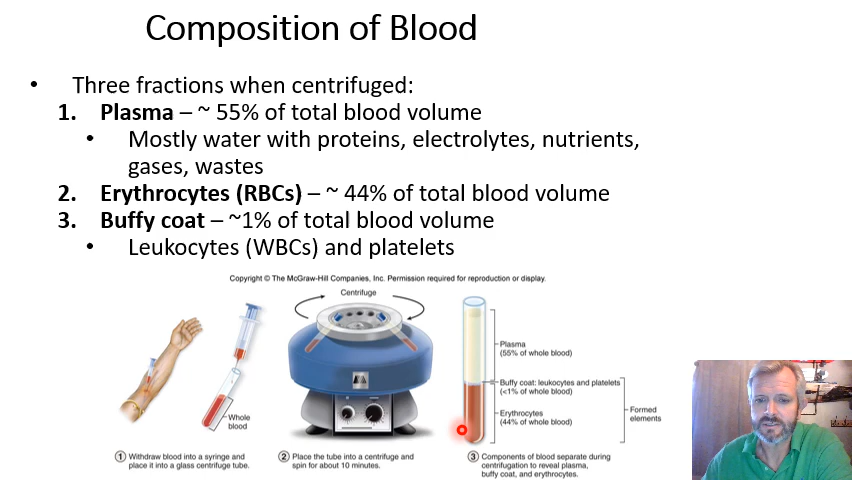 Composition of Blood
• Three fractions when centrifuged:
1. Plasma – ~ 55% of total blood volume
• Mostly water with proteins, electrolytes, nutrients,
gases, wastes
2. Erythrocytes (RBCs) – ~ 44% of total blood volume
3. Buffy coat – ~1% of total blood volume
• Leukocytes (WBCs) and platelets
Copyright © The McGraw-Hill Companies, Inc. Permission required for reproduction or display.
Centrifuge
Whole
blood
Plasma
(55% of whole blood)
Buffy coat: leukocytes and platelets
(<1% of whole blood)
Erythrocytes
(44% of whole blood)
Formed
elements
1 Withdraw blood into a syringe and
place it into a glass centrifuge tube.
2 Place the tube into a centrifuge and
spin for about 10 minutes.
3 Components of blood separate during
centrifugation to reveal plasma,
buffy coat, and erythrocytes.